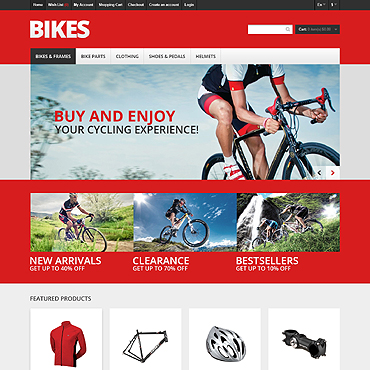 Home Wish List (0) My Account Shopping Cart Checkout Create an account Login En $
BIKES
Cart: 0 item(s) $0.00
BIKES & FRAMES BIKE PARTS CLOTHING SHOES & PEDALS HELMETS
BUY AND ENJOY
YOUR CYCLING EXPERIENCE!
NEW ARRIVALS CLEARANCE BESTSELLERS
GET UP TO 40% OFF GET UP TO 70% OFF GET UP TO 10% OFF
FEATURED PRODUCTS